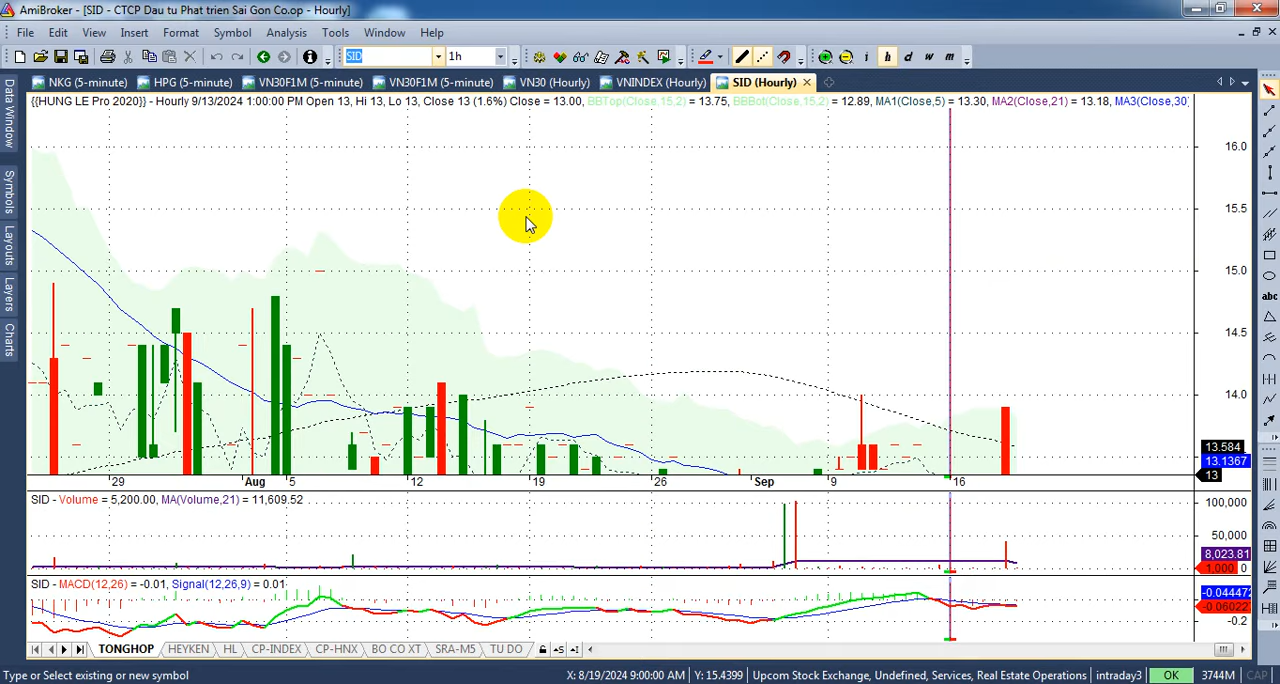 AmiBroker - [SID - CTCP Dau tu Phat trien Sai Gon Co.op - Hourly]
File Edit View Insert Format Symbol Analysis Tools Window Help
SID 1h i h d w m
NKG (5-minute) HPG (5-minute) VN30F1M (5-minute) VN30F1M (5-minute) VN30 (Hourly) VNINDEX (Hourly) SID (Hourly)
{{HUNG LE Pro 2020}} - Hourly 9/13/2024 1:00:00 PM Open 13, Hi 13, Lo 13, Close 13 (1.6%) Close = 13.00, BBTop(Close,15,2) = 13.75, BBBot(Close,15,2) = 12.89, MA1(Close,5) = 13.30, MA2(Close,21) = 13.18, MA3(Close,30)
Data Window
Symbols
Layouts
Layers
Charts
abc
16.0
15.5
15.0
14.5
14.0
13.584
13.1367
13
29 Aug 5 12 19 26 Sep 9 16
SID - Volume = 5,200.00, MA(Volume,21) = 11,609.52
100,000
50,000
8,023.81
1,000 0
SID - MACD(12,26) = -0.01, Signal(12,26,9) = 0.01
-0.044472
-0.06022
-0.2
TONGHOP HEYKEN HL CP-INDEX CP-HNX BO CO XT SRA-M5 TU DO
Type or Select existing or new symbol X: 8/19/2024 9:00:00 AM Y: 15.4399 Upcom Stock Exchange, Undefined, Services, Real Estate Operations intraday3 OK 3744M CAP